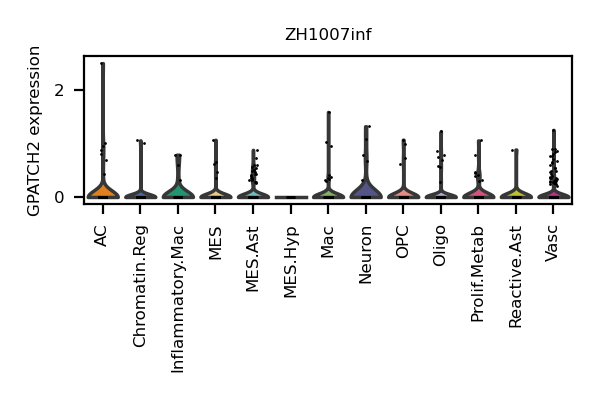 ZH1007inf
GPATCH2 expression
2
0
AC
Chromatin.Reg
Inflammatory.Mac
MES
MES.Ast
MES.Hyp
Mac
Neuron
OPC
Oligo
Prolif.Metab
Reactive.Ast
Vasc